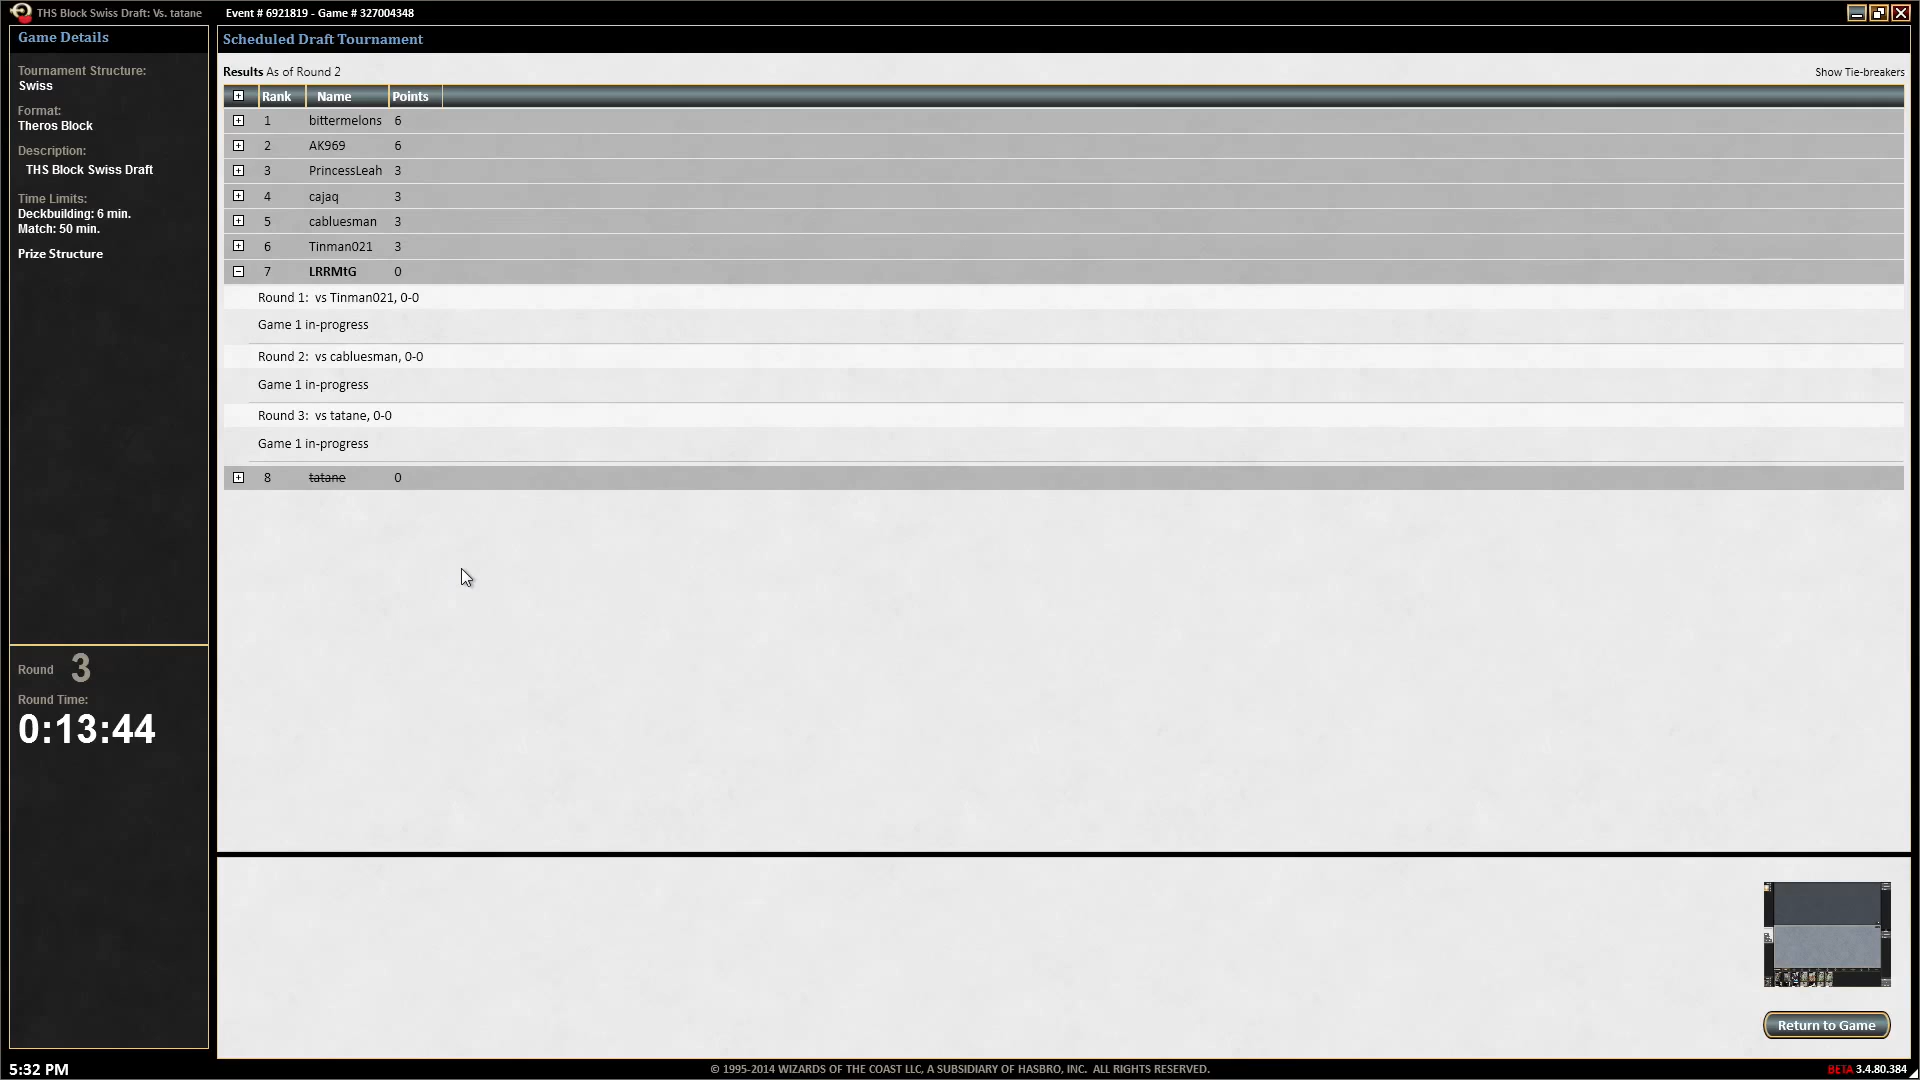 THS Block Swiss Draft: Vs. tatane
Event # 6921819 - Game # 327004348
Game Details
Tournament Structure:
Swiss
Format:
Theros Block
Description:
THS Block Swiss Draft
Time Limits:
Deckbuilding: 6 min.
Match: 50 min.
Prize Structure
Round 3
Round Time:
0:13:44
5:32 PM
Scheduled Draft Tournament
Results As of Round 2
Show Tie-breakers
Rank Name Points
1 bittermelons 6
2 AK969 6
3 PrincessLeah 3
4 cajaq 3
5 cabluesman 3
6 Tinman021 3
7 LRRMtG 0
Round 1: vs Tinman021, 0-0
Game 1 in-progress
Round 2: vs cabluesman, 0-0
Game 1 in-progress
Round 3: vs tatane, 0-0
Game 1 in-progress
8 tatane 0
Return to Game
© 1995-2014 WIZARDS OF THE COAST LLC, A SUBSIDIARY OF HASBRO, INC. ALL RIGHTS RESERVED.
BETA 3.4.80.384